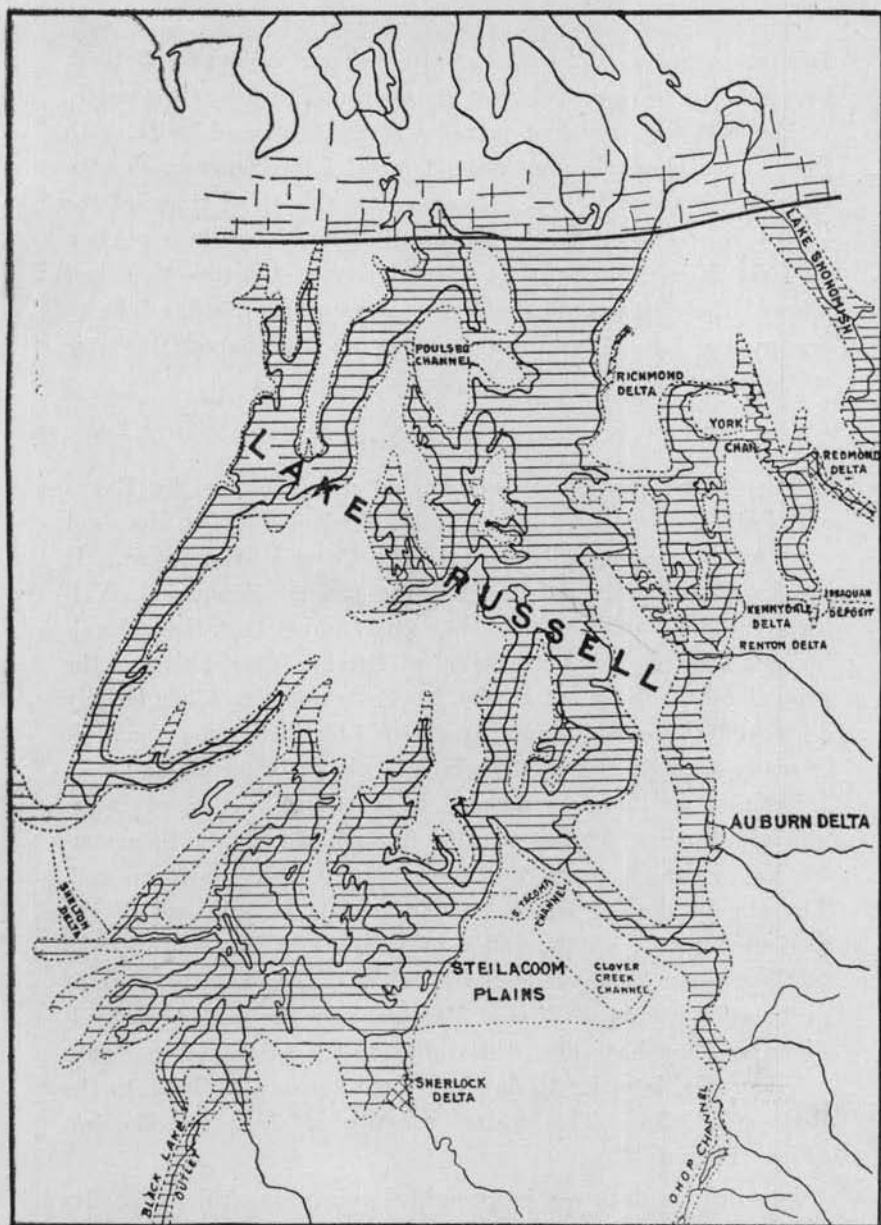 LAKE SNOHOMISH
POULSBO
CHANNEL
RICHMOND
DELTA
YORK
CHAN.
REDMOND
DELTA
LAKE RUSSELL
ISSAQUAH
DEPOSIT
KENNYDALE
DELTA
RENTON DELTA
AUBURN DELTA
SHELTON
DELTA
S. TACOMA
CHANNEL
STEILACOOM
PLAINS
CLOVER
CREEK
CHANNEL
SHERLOCK
DELTA
BLACK LAKE
OUTLET
OHOP CHANNEL